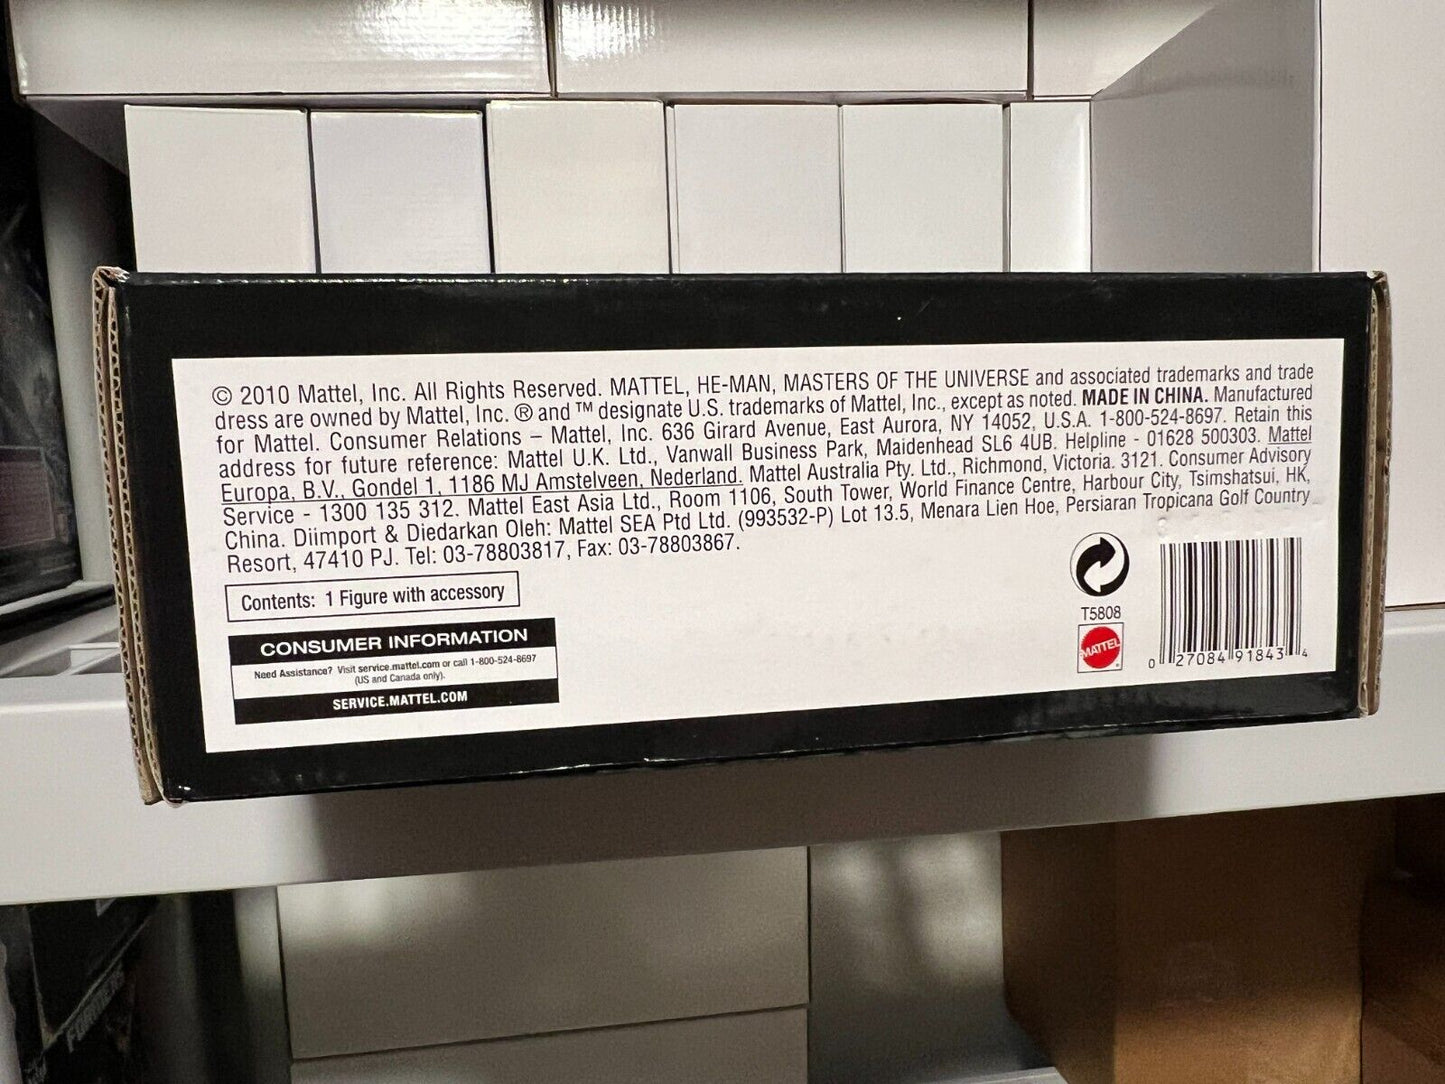 © 2010 Mattel, Inc. All Rights Reserved. MATTEL, HE-MAN, MASTERS OF THE UNIVERSE and associated trademarks and trade
dress are owned by Mattel, Inc. ® and ™ designate U.S. trademarks of Mattel, Inc., except as noted. MADE IN CHINA. Manufactured
for Mattel. Consumer Relations – Mattel, Inc. 636 Girard Avenue, East Aurora, NY 14052, U.S.A. 1-800-524-8697. Retain this
address for future reference: Mattel U.K. Ltd., Vanwall Business Park, Maidenhead SL6 4UB. Helpline - 01628 500303. Mattel
Europa, B.V., Gondel 1, 1186 MJ Amstelveen, Nederland. Mattel Australia Pty. Ltd., Richmond, Victoria. 3121. Consumer Advisory
Service - 1300 135 312. Mattel East Asia Ltd., Room 1106, South Tower, World Finance Centre, Harbour City, Tsimshatsui, HK,
China. Diimport & Diedarkan Oleh: Mattel SEA Ptd Ltd. (993532-P) Lot 13.5, Menara Lien Hoe, Persiaran Tropicana Golf Country
Resort, 47410 PJ. Tel: 03-78803817, Fax: 03-78803867.
Contents: 1 Figure with accessory
CONSUMER INFORMATION
Need Assistance? Visit service.mattel.com or call 1-800-524-8697
(US and Canada only).
SERVICE.MATTEL.COM
T5808
MATTEL
0 27084 91843 4